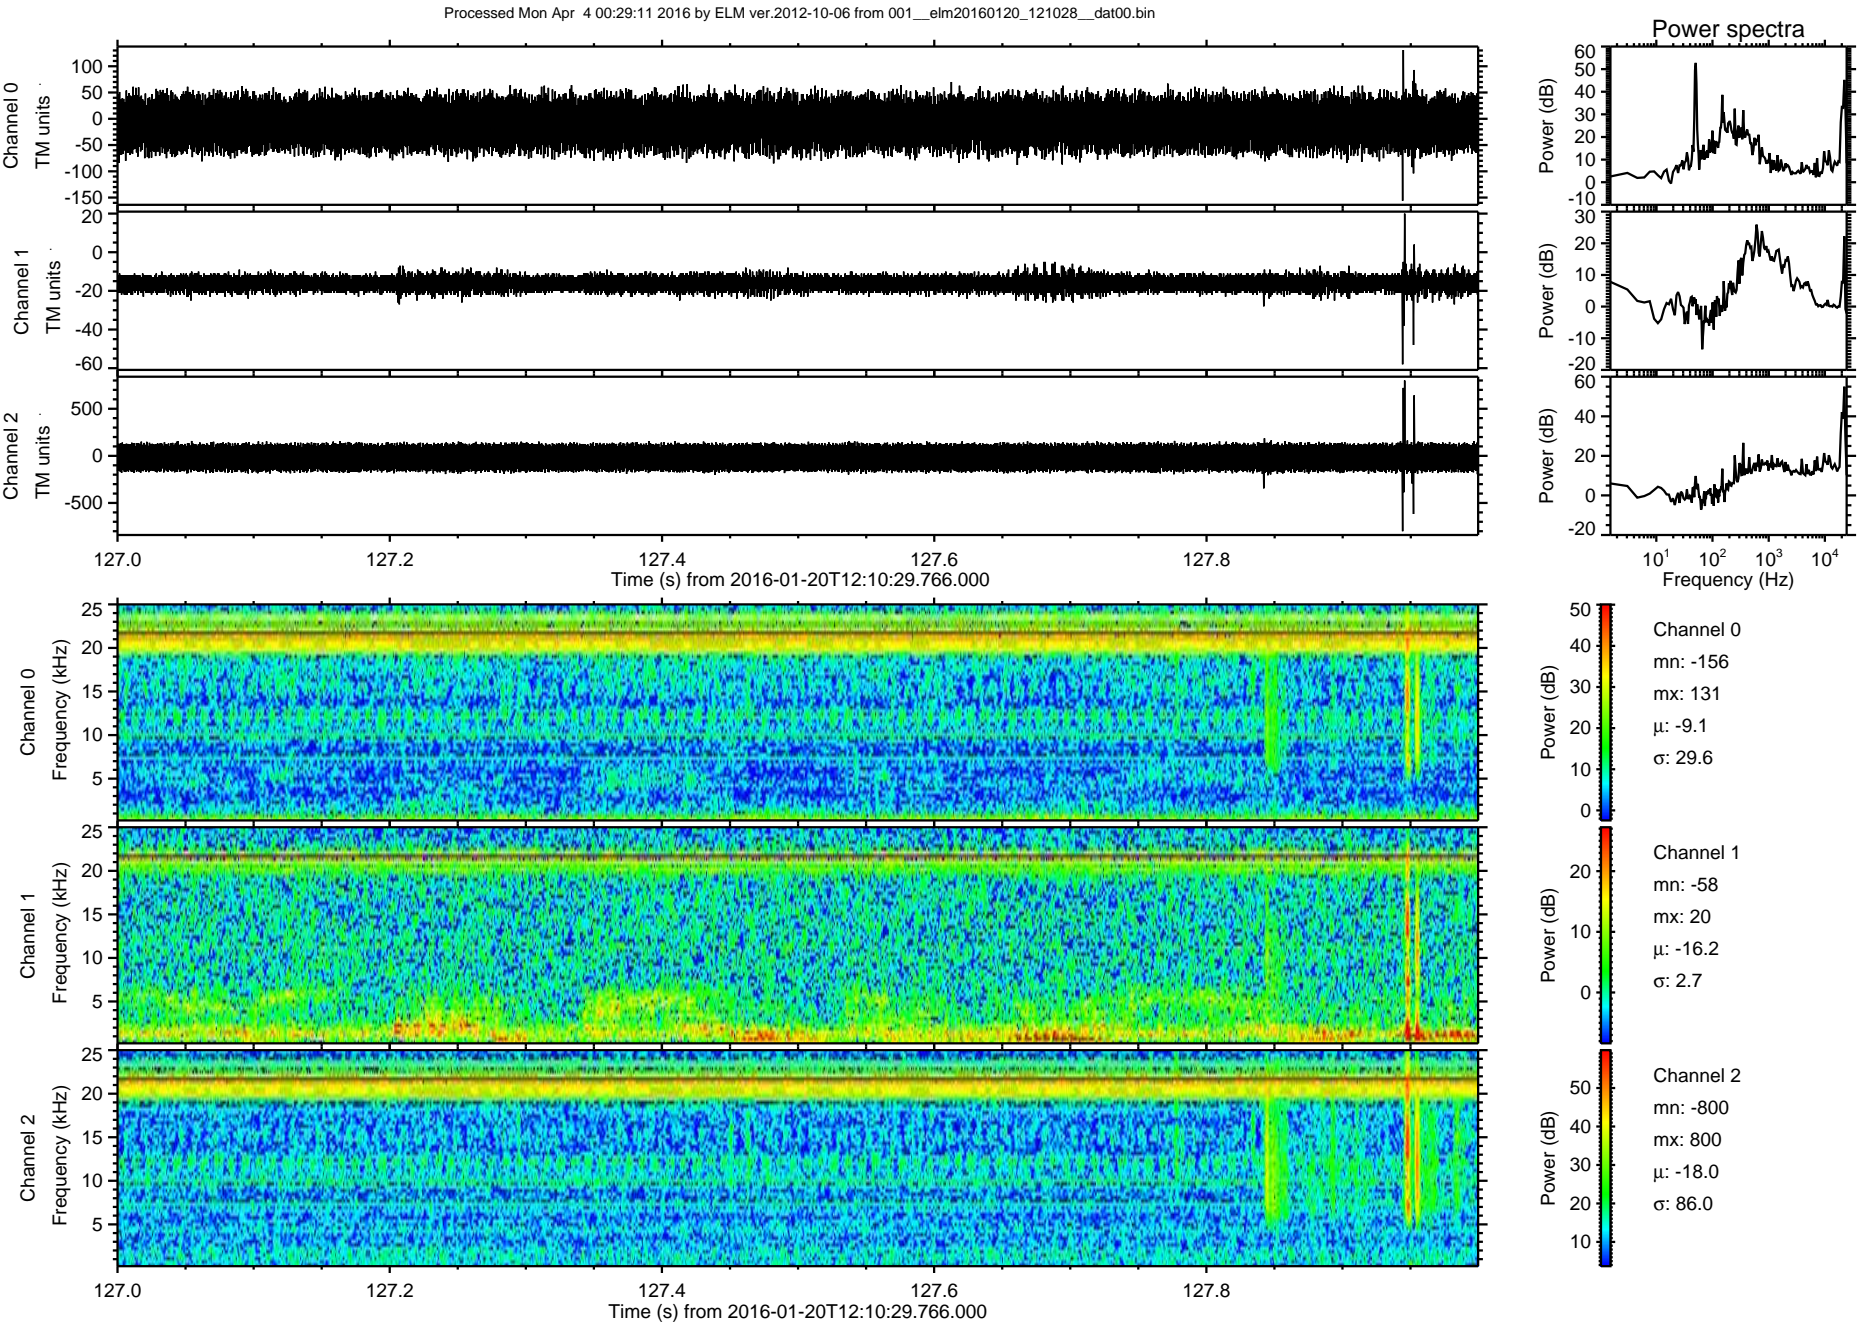 Processed Mon Apr  4 00:29:11 2016 by ELM ver.2012-10-06 from 001__elm20160120_121028__dat00.bin
Power spectra
Channel 0
TM units
100
50
0
-50
-100
-150
Power (dB)
60
50
40
30
20
10
0
-10
Channel 1
TM units
20
0
-20
-40
-60
Power (dB)
30
20
10
0
-10
-20
Channel 2
TM units
500
0
-500
Power (dB)
60
40
20
0
-20
127.0 127.2 127.4 127.6 127.8
Time (s) from 2016-01-20T12:10:29.766.000
10^1 10^2 10^3 10^4
Frequency (Hz)
Channel 0
Frequency (kHz)
25
20
15
10
5
Power (dB)
50
40
30
20
10
0
Channel 0
mn: -156
mx: 131
μ: -9.1
σ: 29.6
Channel 1
Frequency (kHz)
25
20
15
10
5
Power (dB)
20
10
0
Channel 1
mn: -58
mx: 20
μ: -16.2
σ: 2.7
Channel 2
Frequency (kHz)
25
20
15
10
5
Power (dB)
50
40
30
20
10
Channel 2
mn: -800
mx: 800
μ: -18.0
σ: 86.0
127.0 127.2 127.4 127.6 127.8
Time (s) from 2016-01-20T12:10:29.766.000